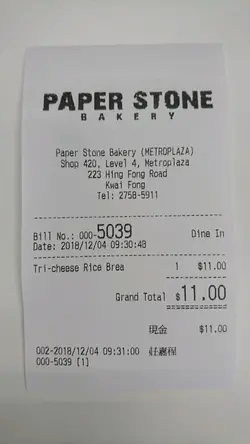 PAPER STONE
BAKERY
Paper Stone Bakery (METROPLAZA)
Shop 420, Level 4, Metroplaza
223 Hing Fong Road
Kwai Fong
Tel: 2758-5911
Bill No.: 000-5039 Dine In
Date: 2018/12/04 09:30:48
Tri-cheese Rice Brea 1 $11.00
Grand Total $11.00
現金 $11.00
002-2018/12/04 09:31:00 任嘉程
000-5039 [1]